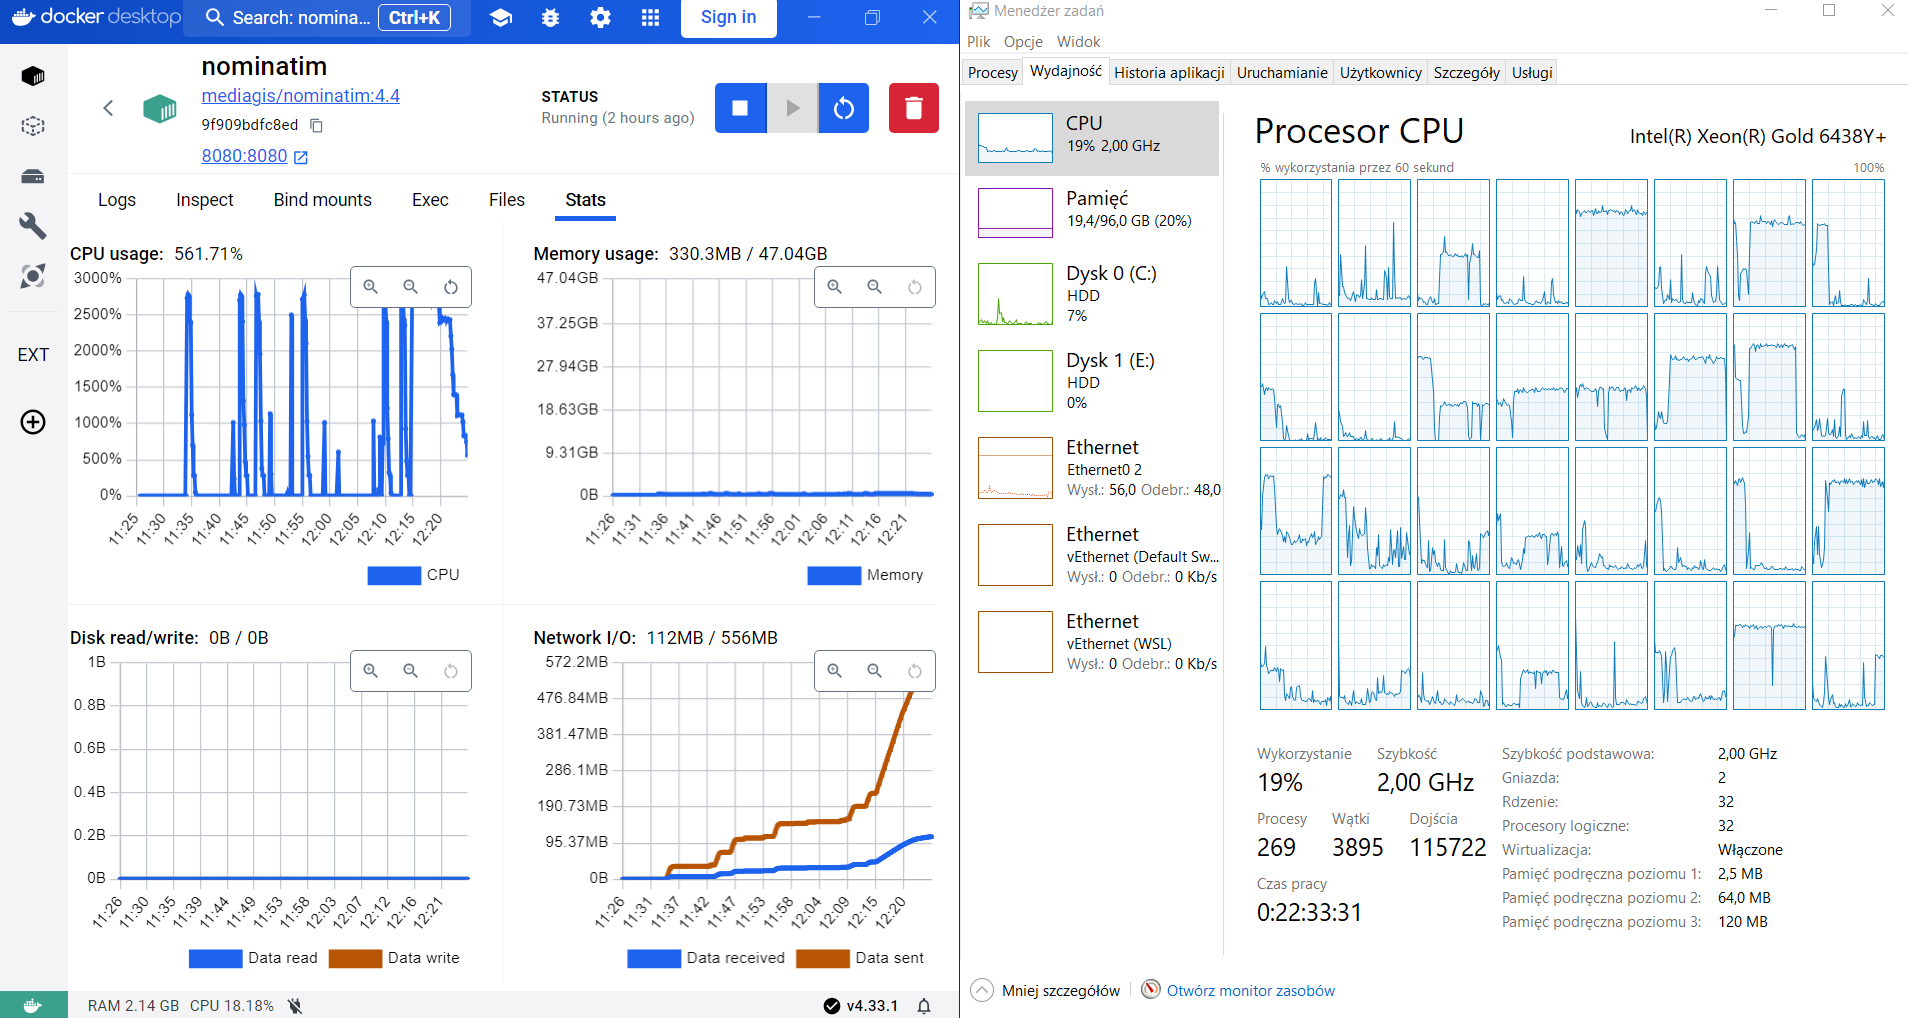 docker desktop
Search: nomina...
Ctrl+K
Sign in
nominatim
mediagis/nominatim:4.4
9f909bdfc8ed
8080:8080
STATUS
Running (2 hours ago)
EXT
Logs
Inspect
Bind mounts
Exec
Files
Stats
CPU usage: 561.71%
3000%
2500%
2000%
1500%
1000%
500%
0%
11:25
11:30
11:35
11:40
11:45
11:50
11:55
12:00
12:05
12:10
12:15
12:20
CPU
Memory usage: 330.3MB / 47.04GB
47.04GB
37.25GB
27.94GB
18.63GB
9.31GB
0B
11:26
11:31
11:36
11:41
11:46
11:51
11:56
12:01
12:06
12:11
12:16
12:21
Memory
Disk read/write: 0B / 0B
1B
0.8B
0.6B
0.4B
0.2B
0B
11:26
11:30
11:35
11:39
11:44
11:49
11:53
11:58
12:03
12:07
12:12
12:16
12:21
Data read
Data write
Network I/O: 112MB / 556MB
572.2MB
476.84MB
381.47MB
286.1MB
190.73MB
95.37MB
0B
11:26
11:31
11:37
11:42
11:47
11:53
11:58
12:04
12:09
12:15
12:20
Data received
Data sent
RAM 2.14 GB CPU 18.18%
v4.33.1
Menedżer zadań
Plik Opcje Widok
Procesy
Wydajność
Historia aplikacji
Uruchamianie
Użytkownicy
Szczegóły
Usługi
CPU
19% 2,00 GHz
Pamięć
19,4/96,0 GB (20%)
Dysk 0 (C:)
HDD
7%
Dysk 1 (E:)
HDD
0%
Ethernet
Ethernet0 2
Wysł.: 56,0 Odebr.: 48,0
Ethernet
vEthernet (Default Sw...
Wysł.: 0 Odebr.: 0 Kb/s
Ethernet
vEthernet (WSL)
Wysł.: 0 Odebr.: 0 Kb/s
Procesor CPU
Intel(R) Xeon(R) Gold 6438Y+
% wykorzystania przez 60 sekund
100%
Wykorzystanie
19%
Szybkość
2,00 GHz
Procesy
269
Wątki
3895
Dojścia
115722
Czas pracy
0:22:33:31
Szybkość podstawowa: 2,00 GHz
Gniazda: 2
Rdzenie: 32
Procesory logiczne: 32
Wirtualizacja: Włączone
Pamięć podręczna poziomu 1: 2,5 MB
Pamięć podręczna poziomu 2: 64,0 MB
Pamięć podręczna poziomu 3: 120 MB
Mniej szczegółów
Otwórz monitor zasobów